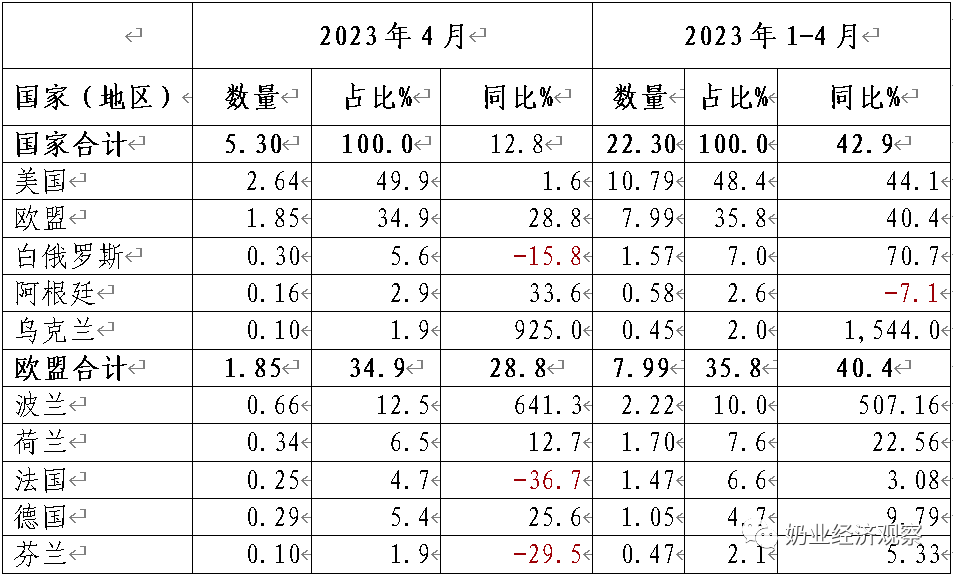 2023年4月 2023年1-4月
国家（地区） 数量 占比% 同比% 数量 占比% 同比%
国家合计 5.30 100.0 12.8 22.30 100.0 42.9
美国 2.64 49.9 1.6 10.79 48.4 44.1
欧盟 1.85 34.9 28.8 7.99 35.8 40.4
白俄罗斯 0.30 5.6 -15.8 1.57 7.0 70.7
阿根廷 0.16 2.9 33.6 0.58 2.6 -7.1
乌克兰 0.10 1.9 925.0 0.45 2.0 1,544.0
欧盟合计 1.85 34.9 28.8 7.99 35.8 40.4
波兰 0.66 12.5 641.3 2.22 10.0 507.16
荷兰 0.34 6.5 12.7 1.70 7.6 22.56
法国 0.25 4.7 -36.7 1.47 6.6 3.08
德国 0.29 5.4 25.6 1.05 4.7 9.79
芬兰 0.10 1.9 -29.5 0.47 2.1 5.33
奶业经济观察